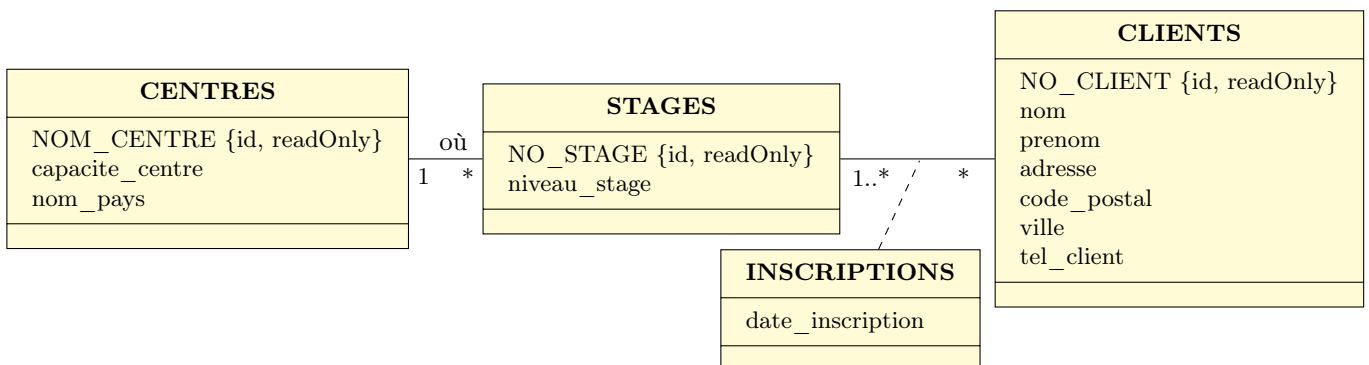 CENTRES
NOM_CENTRE {id, readOnly}
capacite_centre
nom_pays
où
1
*
STAGES
NO_STAGE {id, readOnly}
niveau_stage
1..*
*
INSCRIPTIONS
date_inscription
CLIENTS
NO_CLIENT {id, readOnly}
nom
prenom
adresse
code_postal
ville
tel_client